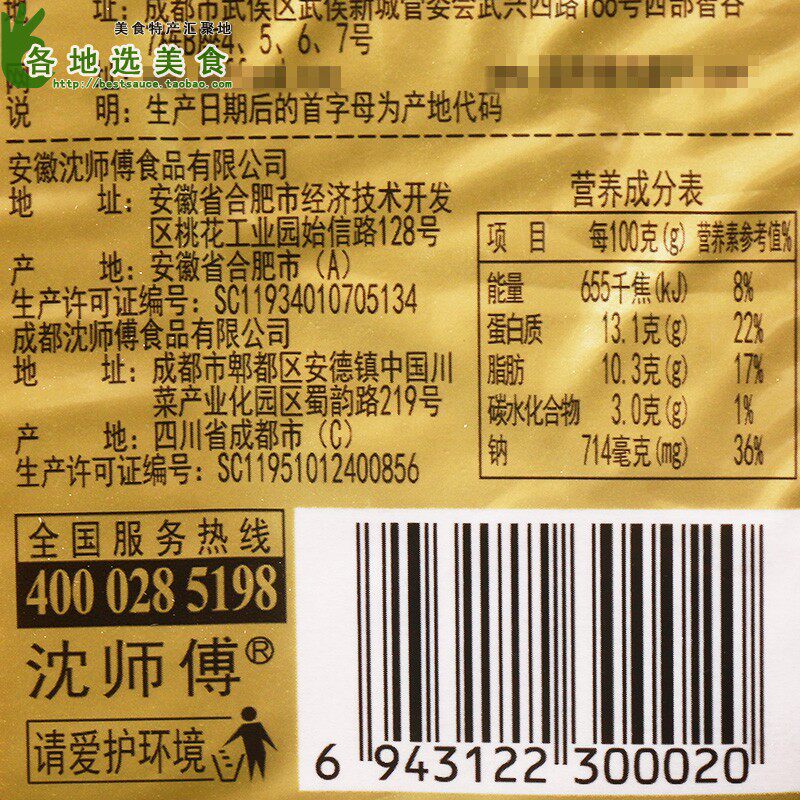 美食特产汇聚地
各地选美食
http://bestsauce.taobao.com
址：成都市武侯区武侯新城管委会武兴四路166号西部智谷
4、5、6、7号
说 明：生产日期后的首字母为产地代码
安徽沈师傅食品有限公司
地 址：安徽省合肥市经济技术开发
区桃花工业园始信路128号
产 地：安徽省合肥市（A）
生产许可证编号：SC11934010705134
成都沈师傅食品有限公司
地 址：成都市郫都区安德镇中国川
菜产业化园区蜀韵路219号
产 地：四川省成都市（C）
生产许可证编号：SC11951012400856
营养成分表
项 目 每100克(g) 营养素参考值%
能量 655千焦(kJ) 8%
蛋白质 13.1克(g) 22%
脂肪 10.3克(g) 17%
碳水化合物 3.0克(g) 1%
钠 714毫克(mg) 36%
全国服务热线
400 028 5198
沈师傅®
请爱护环境
6 943122 300020